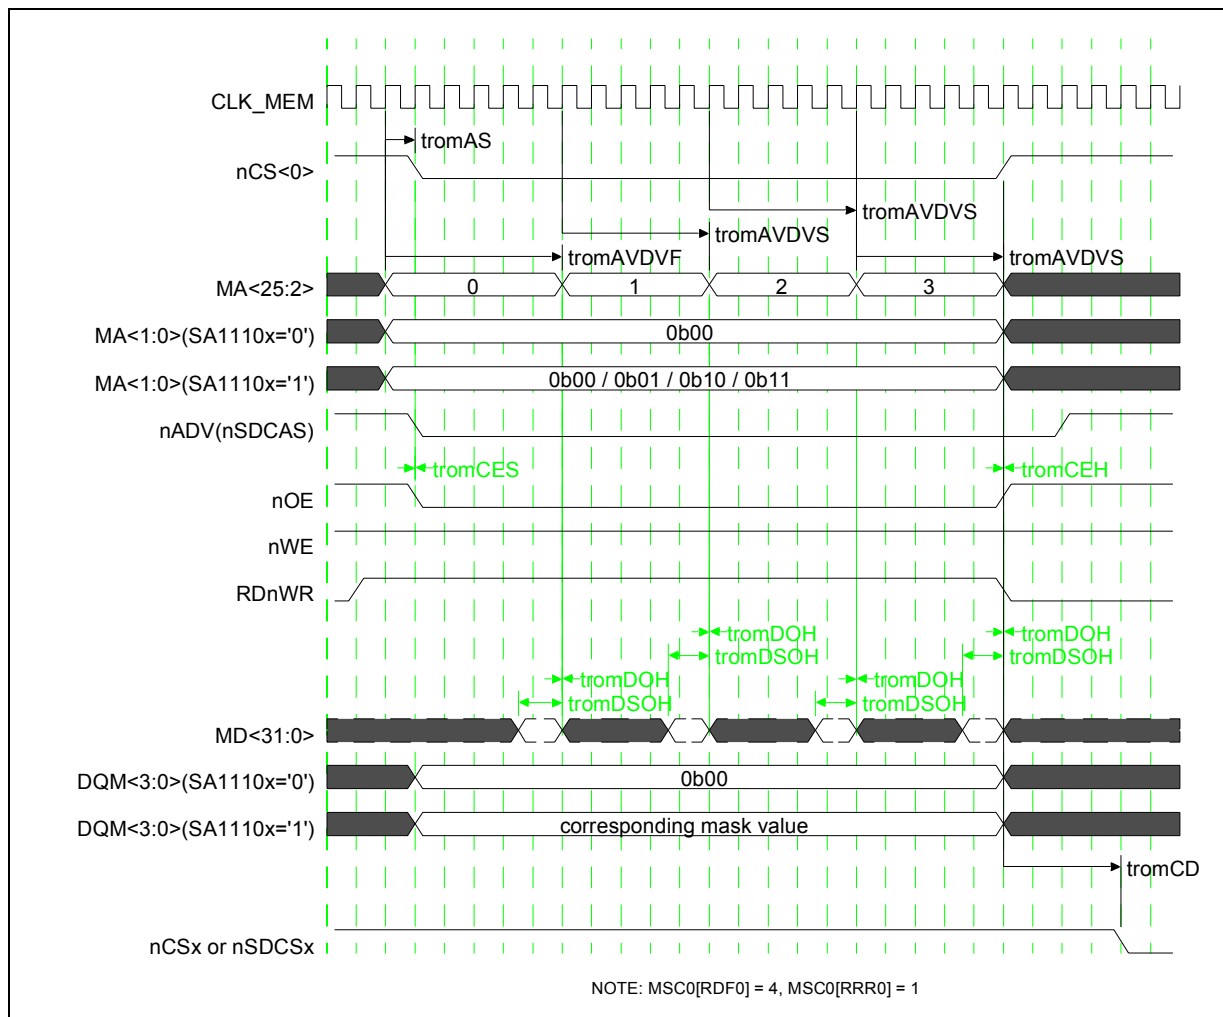 CLK_MEM
tromAS
nCS<0>
tromAVDVS
tromAVDVS
tromAVDVF
tromAVDVS
MA<25:2>
0
1
2
3
MA<1:0>(SA1110x='0')
0b00
MA<1:0>(SA1110x='1')
0b00 / 0b01 / 0b10 / 0b11
nADV(nSDCAS)
tromCES
tromCEH
nOE
nWE
RDnWR
tromDOH
tromDOH
tromDSOH
tromDSOH
tromDOH
tromDOH
tromDSOH
tromDSOH
MD<31:0>
DQM<3:0>(SA1110x='0')
0b00
DQM<3:0>(SA1110x='1')
corresponding mask value
tromCD
nCSx or nSDCSx
NOTE: MSC0[RDF0] = 4, MSC0[RRR0] = 1